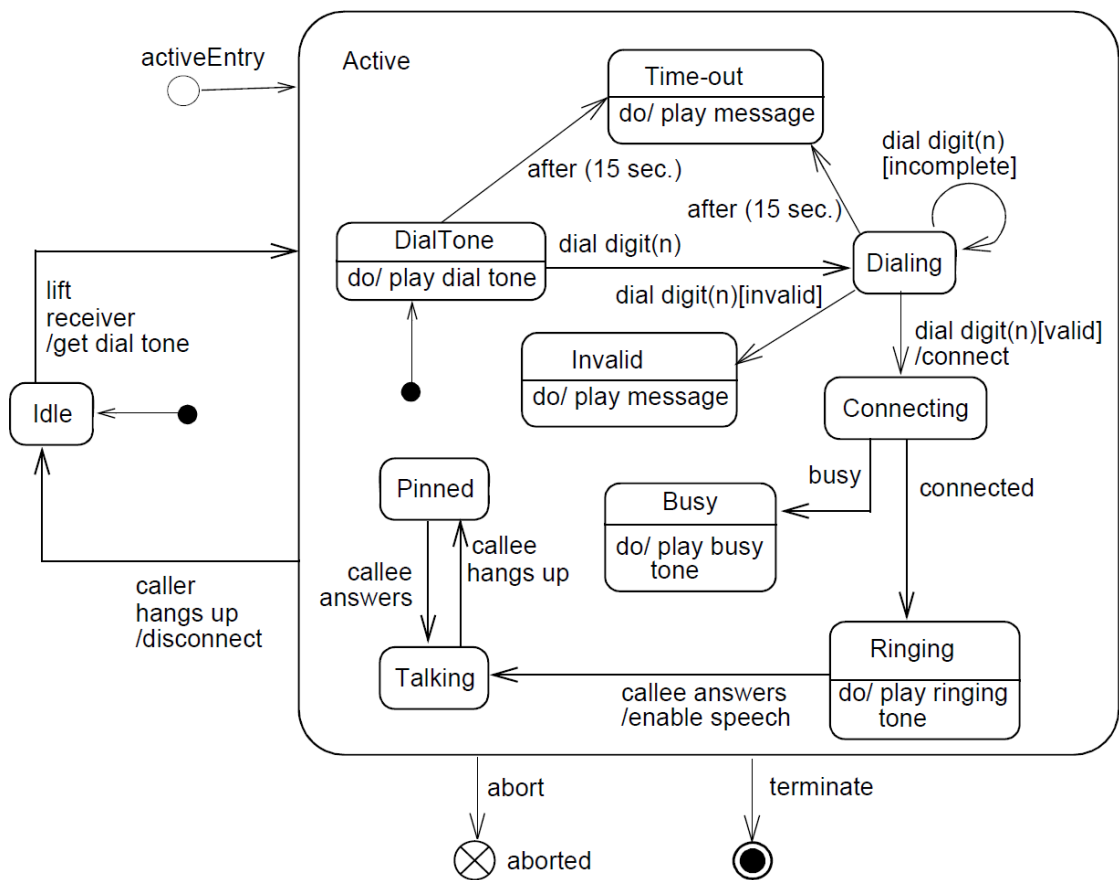 activeEntry
Active
Time-out
do/ play message
dial digit(n)
[incomplete]
after (15 sec.)
after (15 sec.)
DialTone
do/ play dial tone
dial digit(n)
Dialing
lift
receiver
/get dial tone
dial digit(n)[invalid]
dial digit(n)[valid]
/connect
Invalid
do/ play message
Idle
Connecting
Pinned
busy
connected
Busy
do/ play busy
tone
callee
hangs up
callee
answers
caller
hangs up
/disconnect
Talking
callee answers
/enable speech
Ringing
do/ play ringing
tone
abort
terminate
aborted